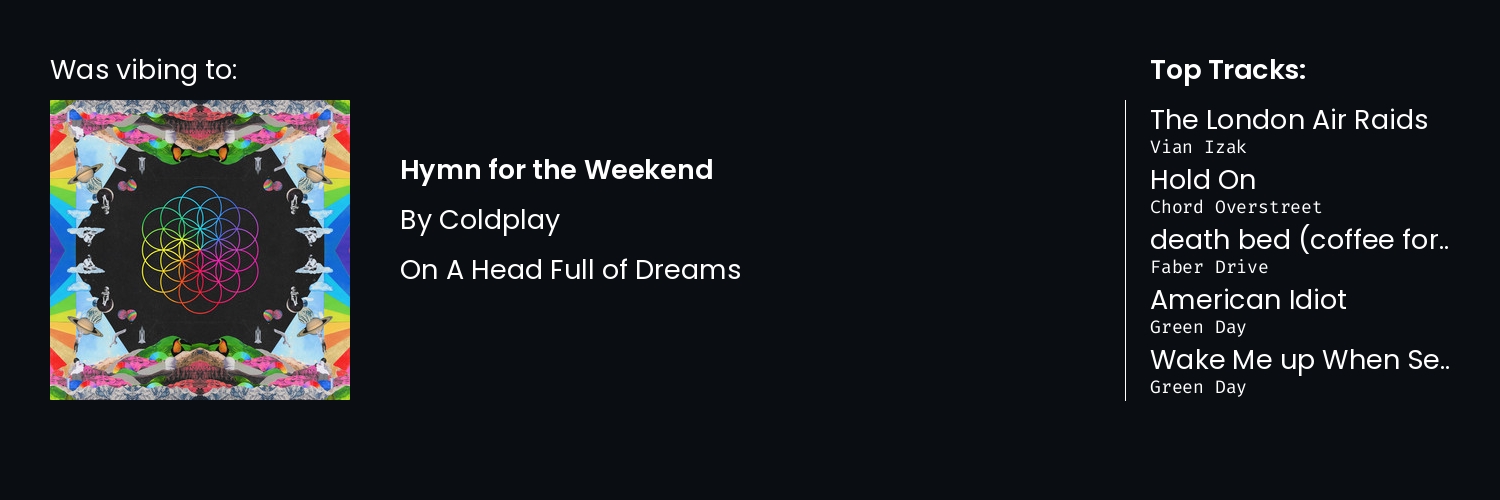 Was vibing to:
Hymn for the Weekend
By Coldplay
On A Head Full of Dreams
Top Tracks:
The London Air Raids
Vian Izak
Hold On
Chord Overstreet
death bed (coffee for..
Faber Drive
American Idiot
Green Day
Wake Me up When Se..
Green Day